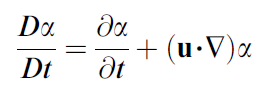 Dα/Dt = ∂α/∂t + (u·∇)α